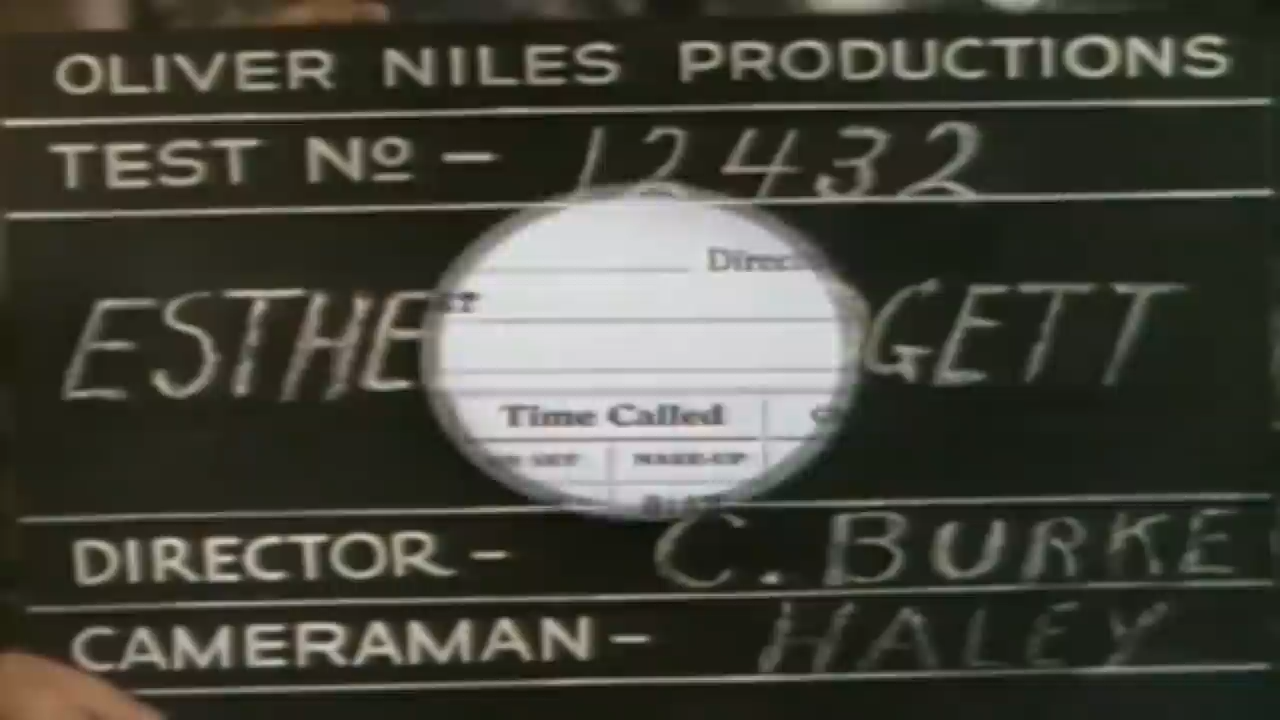 OLIVER NILES PRODUCTIONS
TEST Nº - 12432
Direc
ESTHE GETT
Time Called
MAKE-UP
DIRECTOR - C. BURKE
CAMERAMAN - HALEY